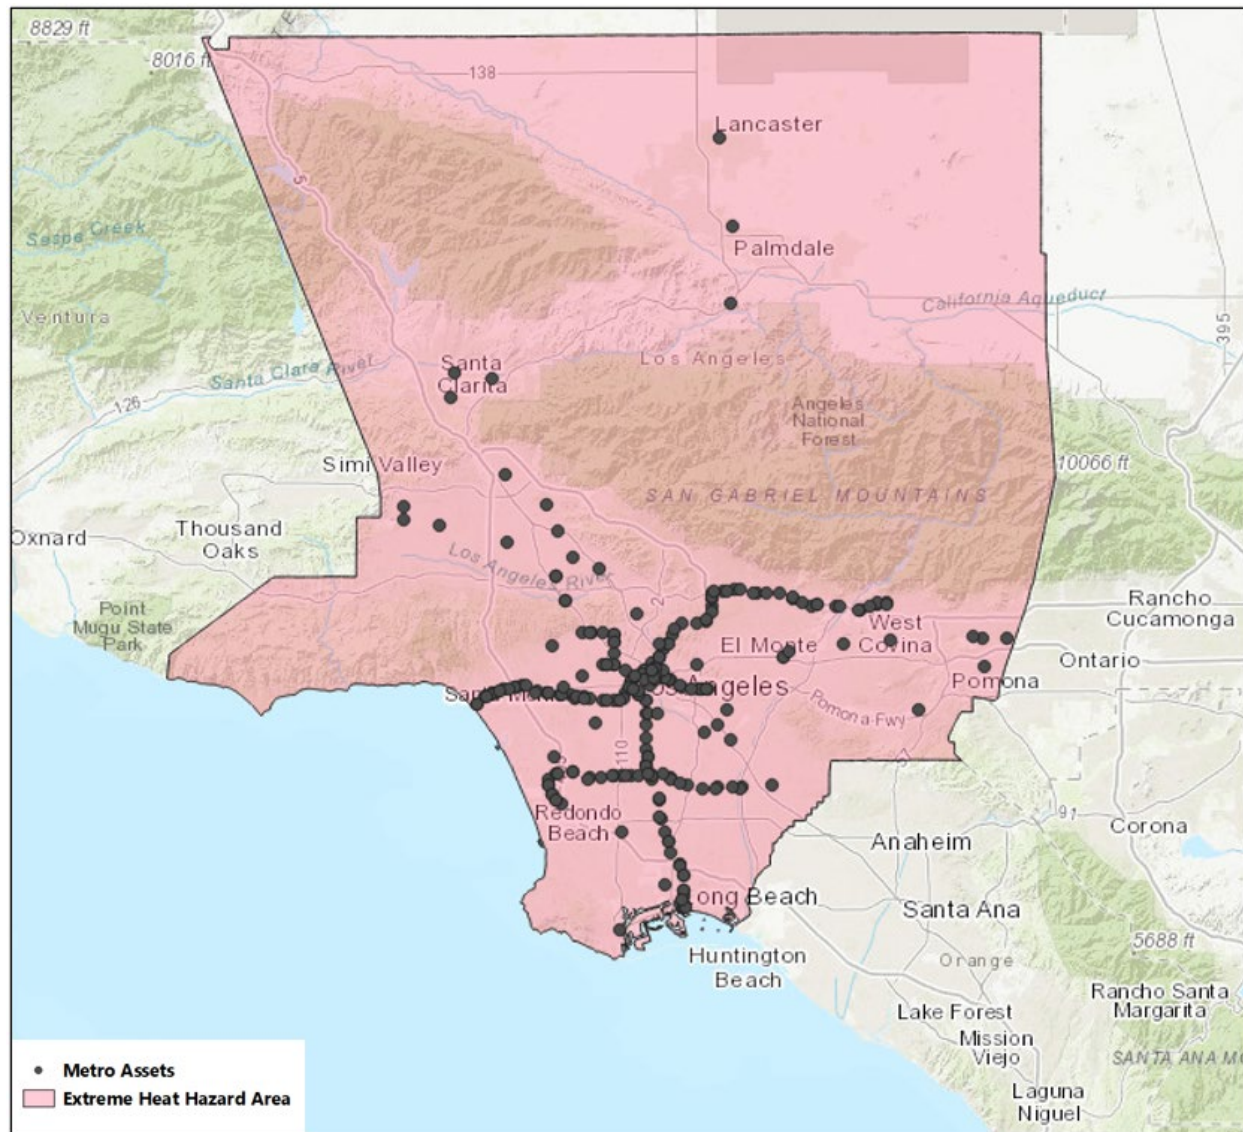 8829 ft
8016 ft
138
Lancaster
5
Palmdale
Sespe Creek
California Aqueduct
Ventura
395
Los Angeles
Santa
Clarita
Santa Clara River
126
Angeles
National
Forest
Simi Valley
10066 ft
SAN GABRIEL MOUNTAINS
Oxnard
Thousand
Oaks
Los Angeles River
2
Point
Mugu State
Park
Rancho
Cucamonga
West
Covina
El Monte
Ontario
Pomona
Los Angeles
Pomona Fwy
110
57
Redondo
Beach
91
Corona
Anaheim
Long Beach
Santa Ana
5688 ft
Huntington
Beach
Orange
Rancho Santa
Margarita
Lake Forest
Mission
Viejo
SANTA ANA MO
Laguna
Niguel
Metro Assets
Extreme Heat Hazard Area